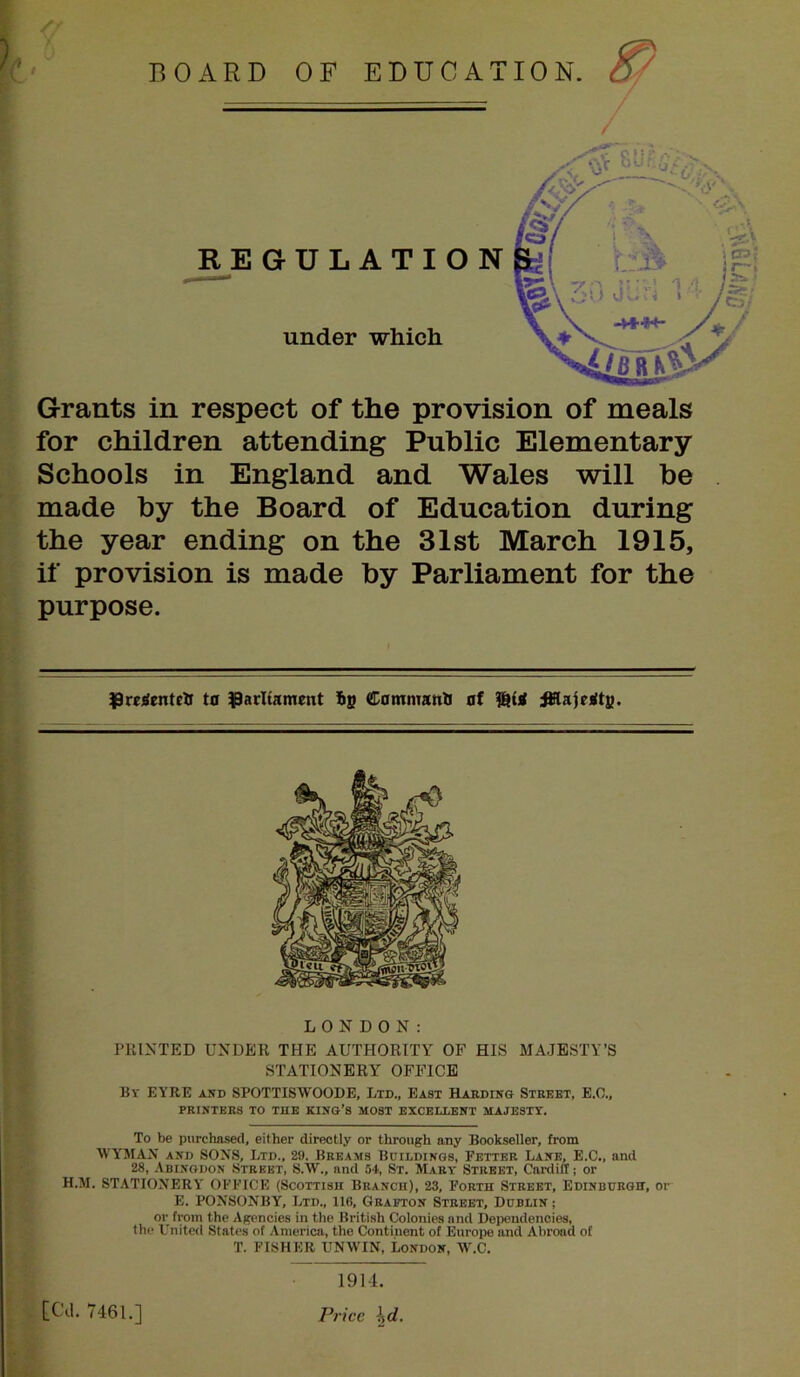 BOARD OF EDUCATION.
REGULATIONS
30 JUN 14
LIBRARY
under which
Grants in respect of the provision of meals
for children attending Public Elementary
Schools in England and Wales will be
made by the Board of Education during
the year ending on the 31st March 1915,
if provision is made by Parliament for the
purpose.
Presented to Parliament by Command of His Majesty.
LONDON:
PRINTED UNDER THE AUTHORITY OF HIS MAJESTY'S
STATIONERY OFFICE
By EYRE AND SPOTTISWOODE, LTD., EAST HARDING STREET, E.C.,
PRINTERS TO THE KING'S MOST EXCELLENT MAJESTY.
To be purchased, either directly or through any Bookseller, from
WYMAN AND SONS, LTD., 29, BREAMS BUILDINGS, FETTER LANE, E.C., and
28, ABINGDON STREET, S.W., and 54, ST. MARY STREET, Cardiff; or
H.M. STATIONERY OFFICE (SCOTTISH BRANCH), 23, FORTH STREET, EDINBURGH, or
E. PONSONBY, LTD., 116, GRAFTON STREET, DUBLIN;
or from the Agencies in the British Colonies and Dependencies,
the United States of America, the Continent of Europe and Abroad of
T. FISHER UNWIN, LONDON, W.C.
1914.
[Cd. 7461.]
Price ½d.